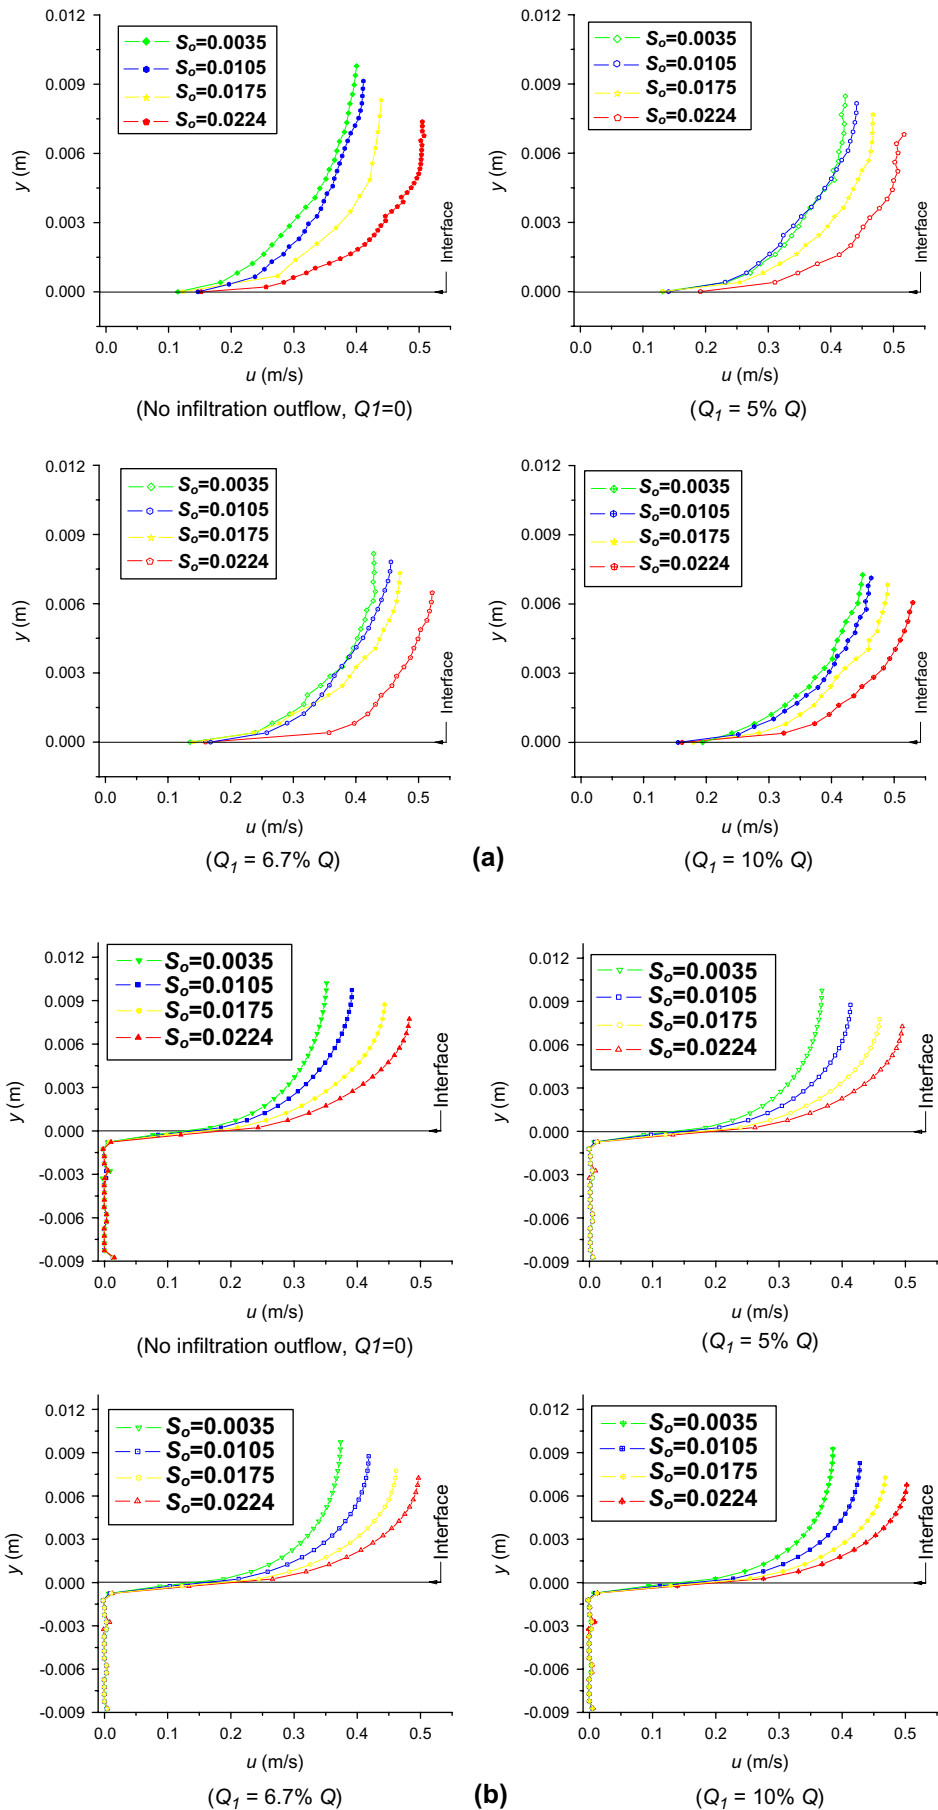 0.012
0.009
0.006
0.003
0.000
y (m)
So=0.0035
So=0.0105
So=0.0175
So=0.0224
Interface
0.0 0.1 0.2 0.3 0.4 0.5
u (m/s)
(No infiltration outflow, Q1=0)
0.012
0.009
0.006
0.003
0.000
y (m)
So=0.0035
So=0.0105
So=0.0175
So=0.0224
Interface
0.0 0.1 0.2 0.3 0.4 0.5
u (m/s)
(Q1 = 5% Q)
0.012
0.009
0.006
0.003
0.000
y (m)
So=0.0035
So=0.0105
So=0.0175
So=0.0224
Interface
0.0 0.1 0.2 0.3 0.4 0.5
u (m/s)
(Q1 = 6.7% Q)
0.012
0.009
0.006
0.003
0.000
y (m)
So=0.0035
So=0.0105
So=0.0175
So=0.0224
Interface
0.0 0.1 0.2 0.3 0.4 0.5
u (m/s)
(Q1 = 10% Q)
(a)
0.012
0.009
0.006
0.003
0.000
-0.003
-0.006
-0.009
y (m)
So=0.0035
So=0.0105
So=0.0175
So=0.0224
Interface
0.0 0.1 0.2 0.3 0.4 0.5
u (m/s)
(No infiltration outflow, Q1=0)
0.012
0.009
0.006
0.003
0.000
-0.003
-0.006
-0.009
y (m)
So=0.0035
So=0.0105
So=0.0175
So=0.0224
Interface
0.0 0.1 0.2 0.3 0.4 0.5
u (m/s)
(Q1 = 5% Q)
0.012
0.009
0.006
0.003
0.000
-0.003
-0.006
-0.009
y (m)
So=0.0035
So=0.0105
So=0.0175
So=0.0224
Interface
0.0 0.1 0.2 0.3 0.4 0.5
u (m/s)
(Q1 = 6.7% Q)
0.012
0.009
0.006
0.003
0.000
-0.003
-0.006
-0.009
y (m)
So=0.0035
So=0.0105
So=0.0175
So=0.0224
Interface
0.0 0.1 0.2 0.3 0.4 0.5
u (m/s)
(Q1 = 10% Q)
(b)